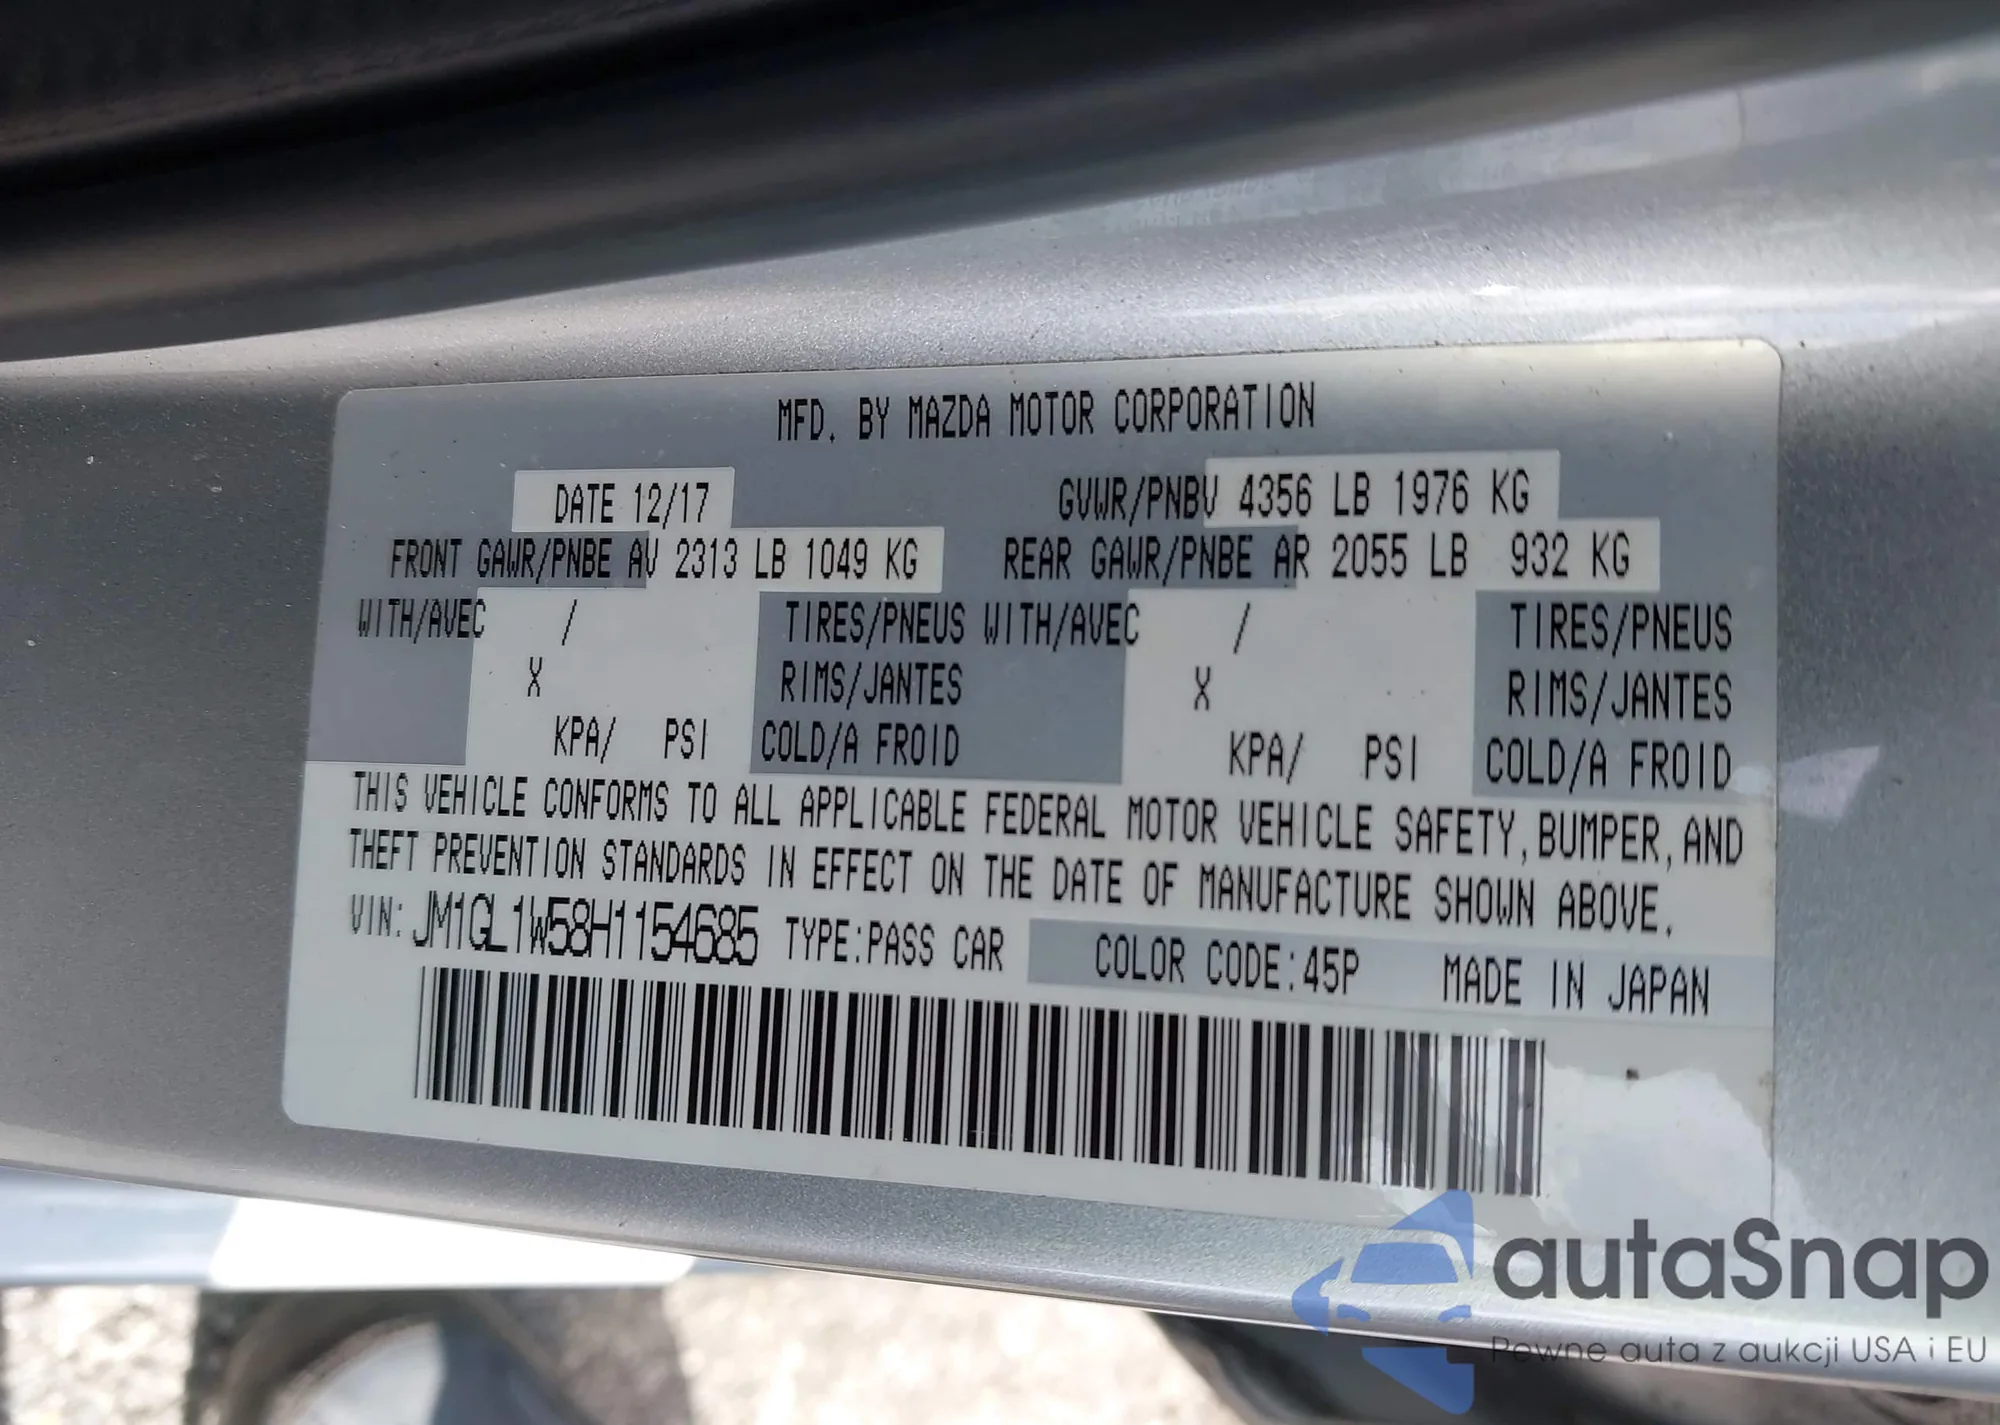 MFD. BY MAZDA MOTOR CORPORATION
DATE 12/17 GVWR/PNBV 4356 LB 1976 KG
FRONT GAWR/PNBE AV 2313 LB 1049 KG REAR GAWR/PNBE AR 2055 LB 932 KG
WITH/AVEC / TIRES/PNEUS WITH/AVEC / TIRES/PNEUS
X RIMS/JANTES X RIMS/JANTES
KPA/ PSI COLD/A FROID KPA/ PSI COLD/A FROID
THIS VEHICLE CONFORMS TO ALL APPLICABLE FEDERAL MOTOR VEHICLE SAFETY, BUMPER, AND
THEFT PREVENTION STANDARDS IN EFFECT ON THE DATE OF MANUFACTURE SHOWN ABOVE.
VIN: JM1GL1W58H1154685 TYPE:PASS CAR COLOR CODE:45P MADE IN JAPAN
autaSnap
Pewne auta z aukcji USA i EU